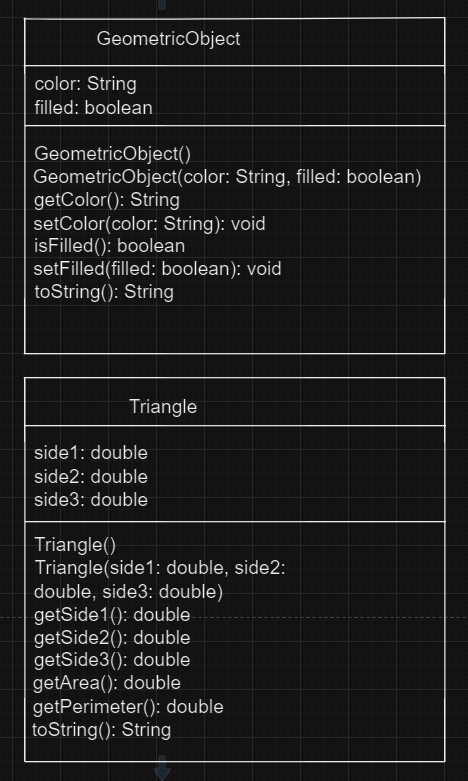 GeometricObject
color: String
filled: boolean
GeometricObject()
GeometricObject(color: String, filled: boolean)
getColor(): String
setColor(color: String): void
isFilled(): boolean
setFilled(filled: boolean): void
toString(): String
Triangle
side1: double
side2: double
side3: double
Triangle()
Triangle(side1: double, side2:
double, side3: double)
getSide1(): double
getSide2(): double
getSide3(): double
getArea(): double
getPerimeter(): double
toString(): String